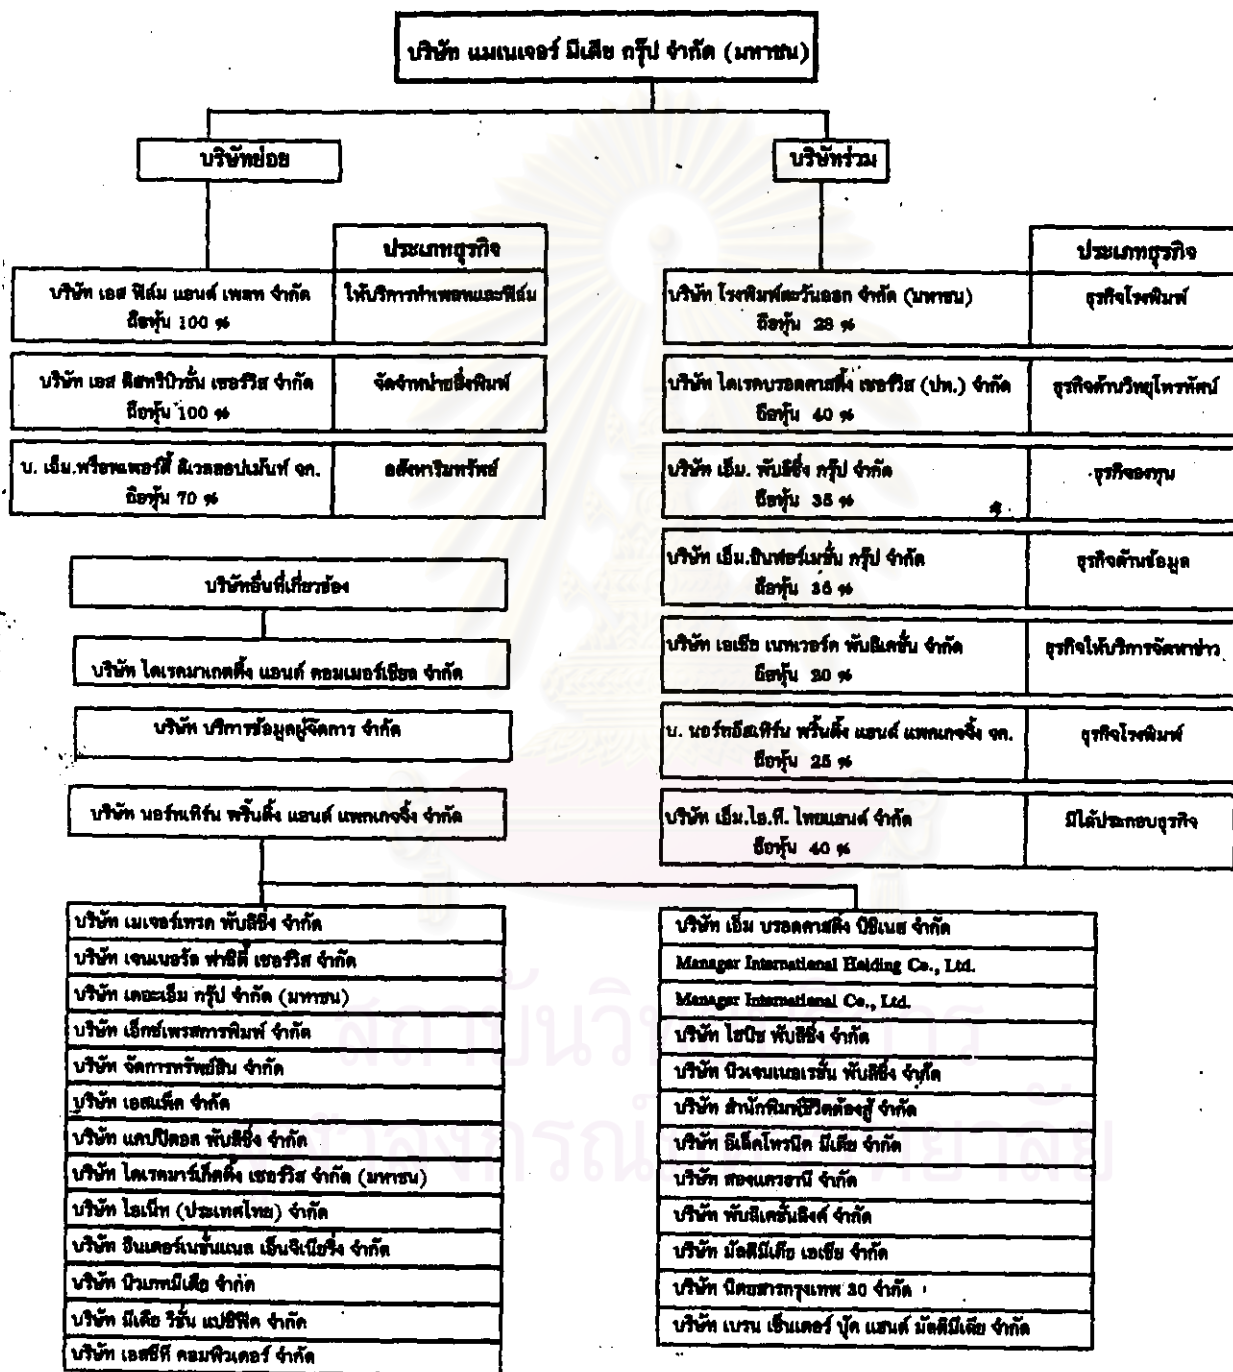 บริษัท แมเนเจอร์ มีเดีย กรุ๊ป จำกัด (มหาชน)
บริษัทย่อย
ประเภทธุรกิจ
บริษัท เอส ฟิล์ม แอนด์ เพลท จำกัด
ถือหุ้น 100 %
ให้บริการทำเพลทและฟิล์ม
บริษัท เอส ดิสทริบิวชั่น เซอร์วิส จำกัด
ถือหุ้น 100 %
จัดจำหน่ายสิ่งพิมพ์
บ. เอ็ม.พร็อพเพอร์ตี้ ดิเวลลอปเม้นท์ จก.
ถือหุ้น 70 %
อสังหาริมทรัพย์
บริษัทร่วม
ประเภทธุรกิจ
บริษัท โรงพิมพ์ตะวันออก จำกัด (มหาชน)
ถือหุ้น 28 %
ธุรกิจโรงพิมพ์
บริษัท ไดเรคบรอดคาสติ้ง เซอร์วิส (ปท.) จำกัด
ถือหุ้น 40 %
ธุรกิจด้านวิทยุโทรทัศน์
บริษัท เอ็ม. พับลิชชิ่ง กรุ๊ป จำกัด
ถือหุ้น 35 %
ธุรกิจลงทุน
บริษัท เอ็ม.อินฟอร์เมชั่น กรุ๊ป จำกัด
ถือหุ้น 35 %
ธุรกิจด้านข้อมูล
บริษัท เอเชีย เนทเวอร์ค พับลิเคชั่น จำกัด
ถือหุ้น 20 %
ธุรกิจให้บริการจัดหาข่าว
บ. นอร์ทอีสเทิร์น พริ้นติ้ง แอนด์ แพกเกจจิ้ง จก.
ถือหุ้น 25 %
ธุรกิจโรงพิมพ์
บริษัท เอ็ม.ไอ.ที. ไทยแลนด์ จำกัด
ถือหุ้น 40 %
มิได้ประกอบธุรกิจ
บริษัทอื่นที่เกี่ยวข้อง
บริษัท ไดเรคมาเกตติ้ง แอนด์ คอมเมอร์เชียล จำกัด
บริษัท บริการข้อมูลผู้จัดการ จำกัด
บริษัท นอร์ทเทิร์น พริ้นติ้ง แอนด์ แพกเกจจิ้ง จำกัด
บริษัท เมเจอร์เทรด พับลิชิ่ง จำกัด
บริษัท เจนเนอรัล ฟาซิตี้ เซอร์วิส จำกัด
บริษัท เดอะเอ็ม กรุ๊ป จำกัด (มหาชน)
บริษัท เอ็กซ์เพรสการพิมพ์ จำกัด
บริษัท จัดการทรัพย์สิน จำกัด
บริษัท เอสแพ็ค จำกัด
บริษัท แคปปิตอล พับลิชิ่ง จำกัด
บริษัท ไดเรคมาร์เก็ตติ้ง เซอร์วิส จำกัด (มหาชน)
บริษัท ไอเน็ท (ประเทศไทย) จำกัด
บริษัท อินเตอร์เนชั่นแนล เอ็นจิเนียริ่ง จำกัด
บริษัท นิวเกทมีเดีย จำกัด
บริษัท มีเดีย วิชั่น แปซิฟิค จำกัด
บริษัท เอสซีที คอมพิวเตอร์ จำกัด
บริษัท เอ็ม บรอดคาสติ้ง บิซิเนส จำกัด
Manager International Holding Co., Ltd.
Manager International Co., Ltd.
บริษัท ไฮบิซ พับลิชิ่ง จำกัด
บริษัท นิวเจนเนอเรชั่น พับลิชิ่ง จำกัด
บริษัท สำนักพิมพ์ชีวิตต้องสู้ จำกัด
บริษัท อิเล็คโทรนิค มีเดีย จำกัด
บริษัท สองแควธานี จำกัด
บริษัท พับลิเคชั่นลิงค์ จำกัด
บริษัท มัลติมีเดีย เอเซีย จำกัด
บริษัท นิตยสารกรุงเทพ 30 จำกัด
บริษัท เบรน เซ็นเตอร์ บุ๊ค แฮนด์ มัลติมีเดีย จำกัด